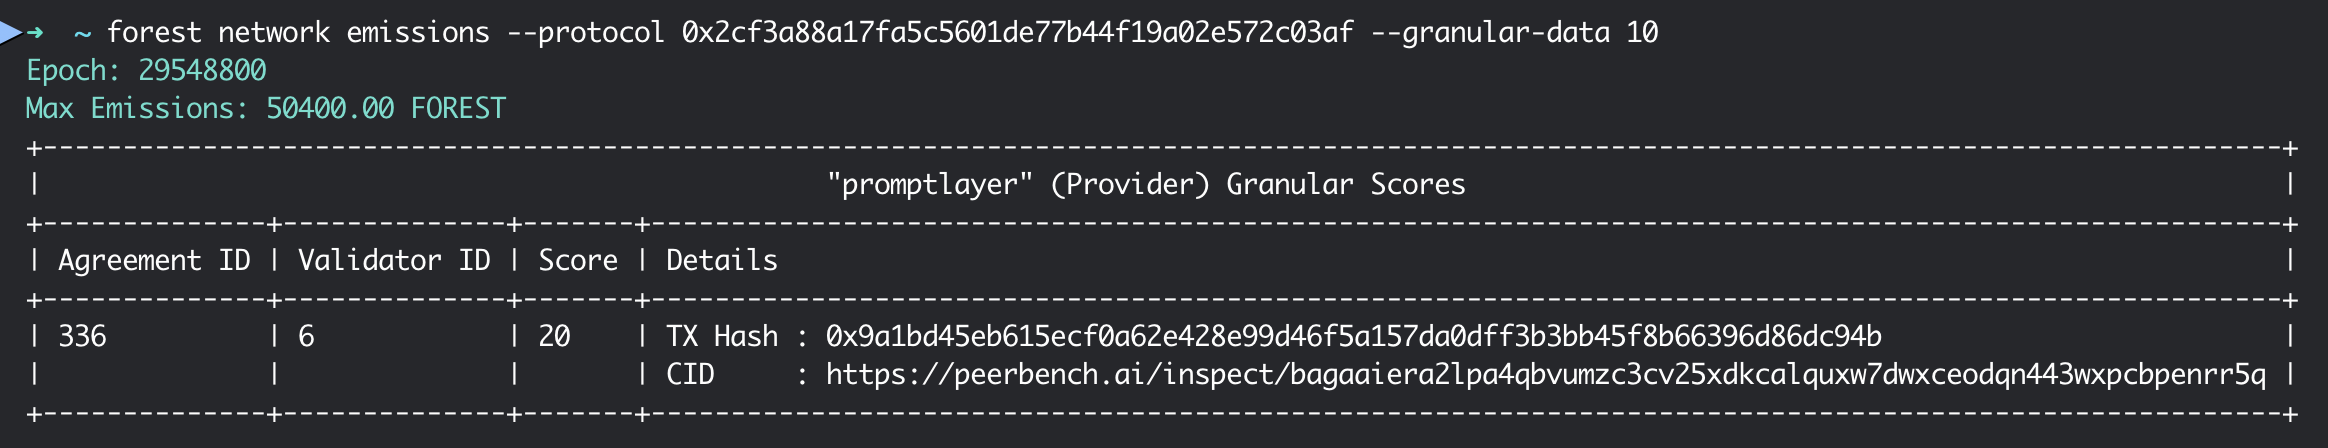 ➜ ~ forest network emissions --protocol 0x2cf3a88a17fa5c5601de77b44f19a02e572c03af --granular-data 10
Epoch: 29548800
Max Emissions: 50400.00 FOREST
"promptlayer" (Provider) Granular Scores
| Agreement ID | Validator ID | Score | Details |
| 336 | 6 | 20 | TX Hash : 0x9a1bd45eb615ecf0a62e428e99d46f5a157da0dff3b3bb45f8b66396d86dc94b |
| | | | CID : https://peerbench.ai/inspect/bagaaiera2lpa4qbvumzc3cv25xdkcalquxw7dwxceodqn443wxpcbpenrr5q |